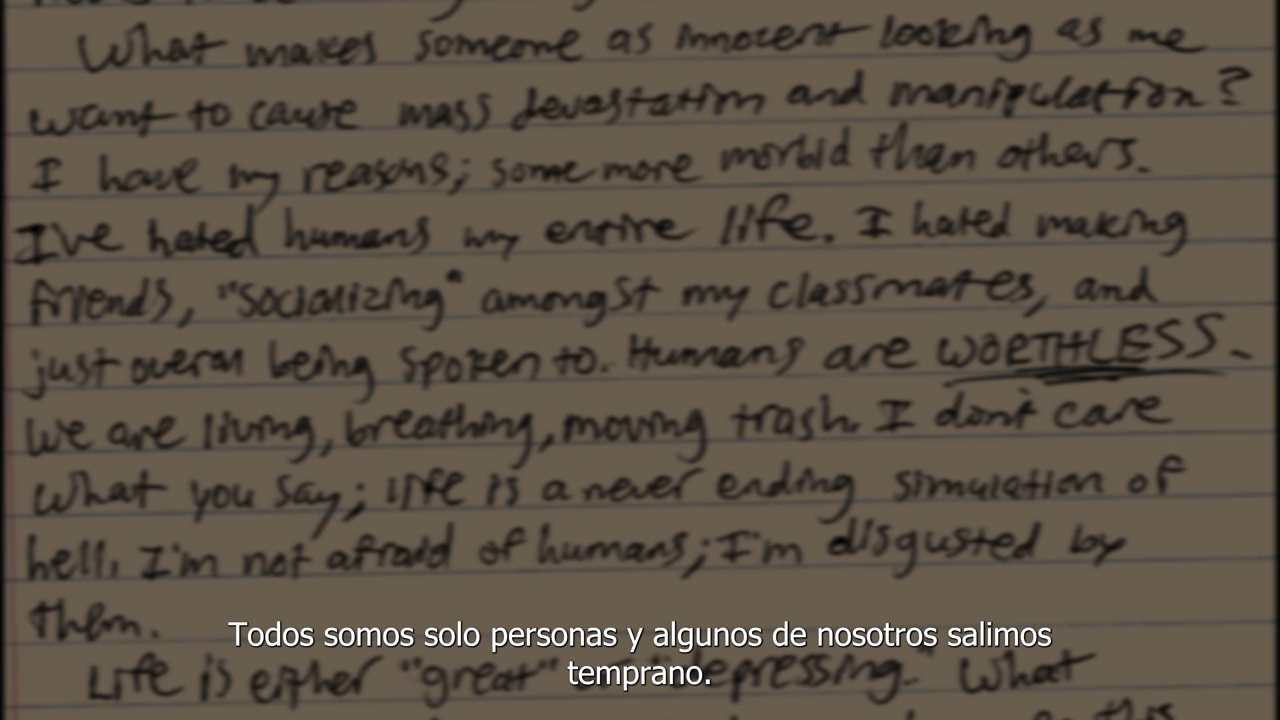 What makes someone as innocent looking as me
want to cause mass devastation and manipulation?
I have my reasons; some more morbid than others.
I've hated humans my entire life. I hated making
friends, "socializing" amongst my classmates, and
just overall being spoken to. Humans are WORTHLESS.
we are living, breathing, moving trash. I don't care
what you say; life is a never ending simulation of
hell. I'm not afraid of humans; I'm disgusted by
them.
Todos somos solo personas y algunos de nosotros salimos
temprano.
Life is either "great" depressing." What
this